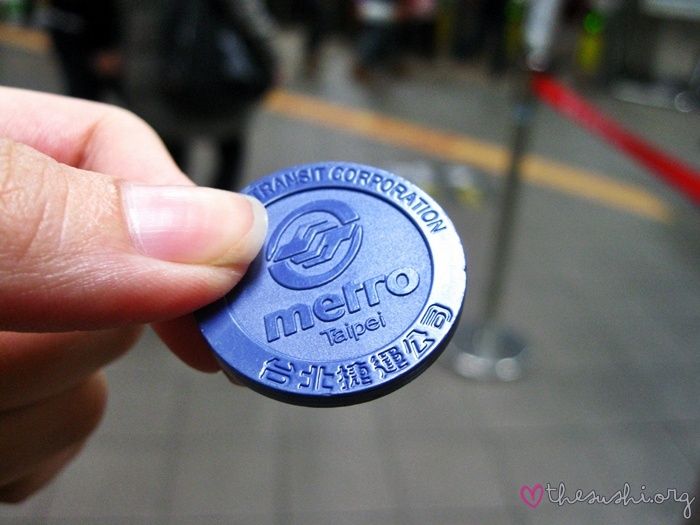 TRANSIT CORPORATION
metro
Taipei
台北捷運公司
thesushi.org